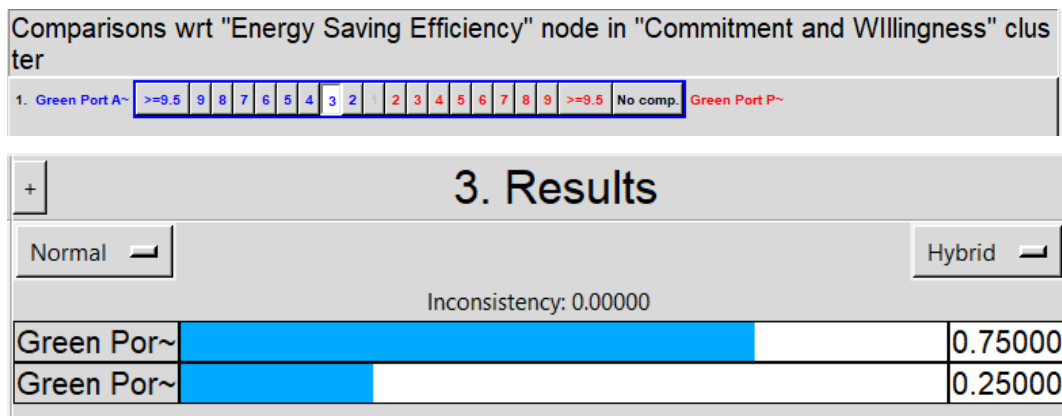 Comparisons wrt "Energy Saving Efficiency" node in "Commitment and WIllingness" clus
ter
1. Green Port A~ >=9.5 9 8 7 6 5 4 3 2 1 2 3 4 5 6 7 8 9 >=9.5 No comp. Green Port P~
+ 3. Results
Normal Hybrid
Inconsistency: 0.00000
Green Por~ 0.75000
Green Por~ 0.25000